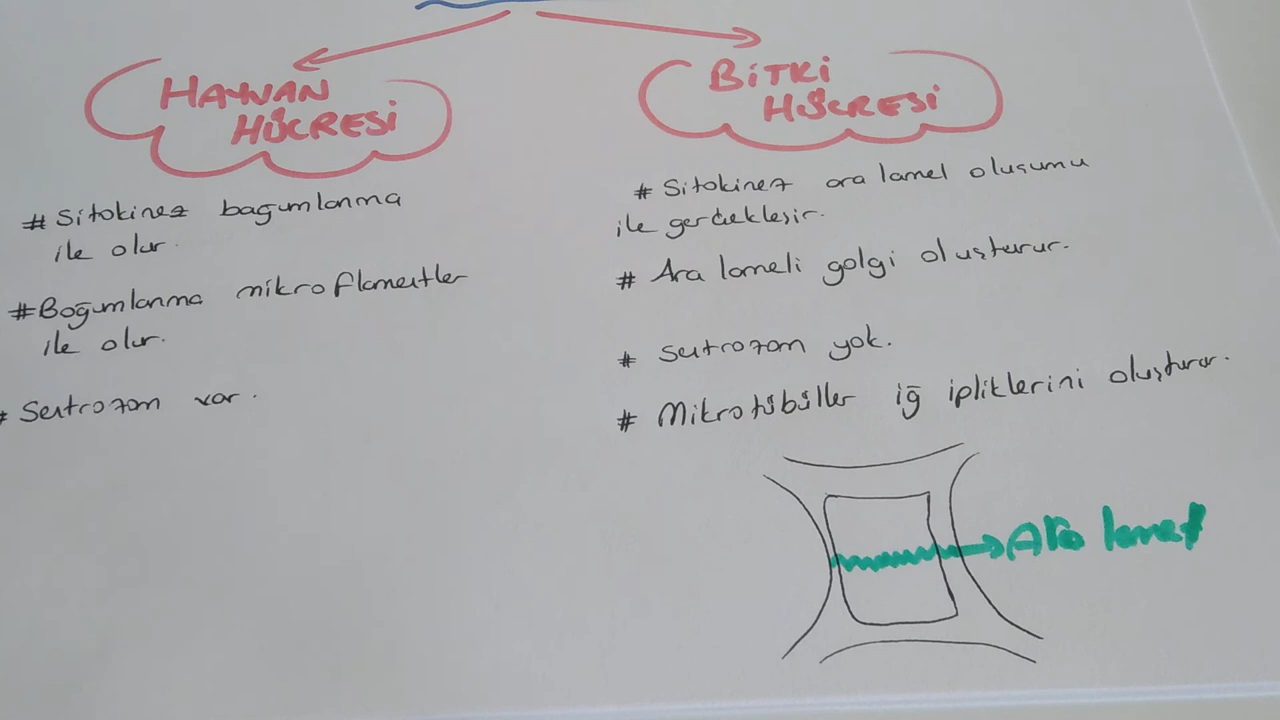 HAYVAN
HÜCRESİ
# Sitokinez bağumlanma
ile olur.
# Boğumlanma mikroflamentler
ile olur.
# Sentrozom var.
BİTKİ
HÜCRESİ
# Sitokinez ara lamel oluşumu
ile gerçekleşir.
# Ara lameli golgi oluşturur.
# Sentrozom yok.
# Mikrotübüller iğ ipliklerini oluşturur.
Ara lamel